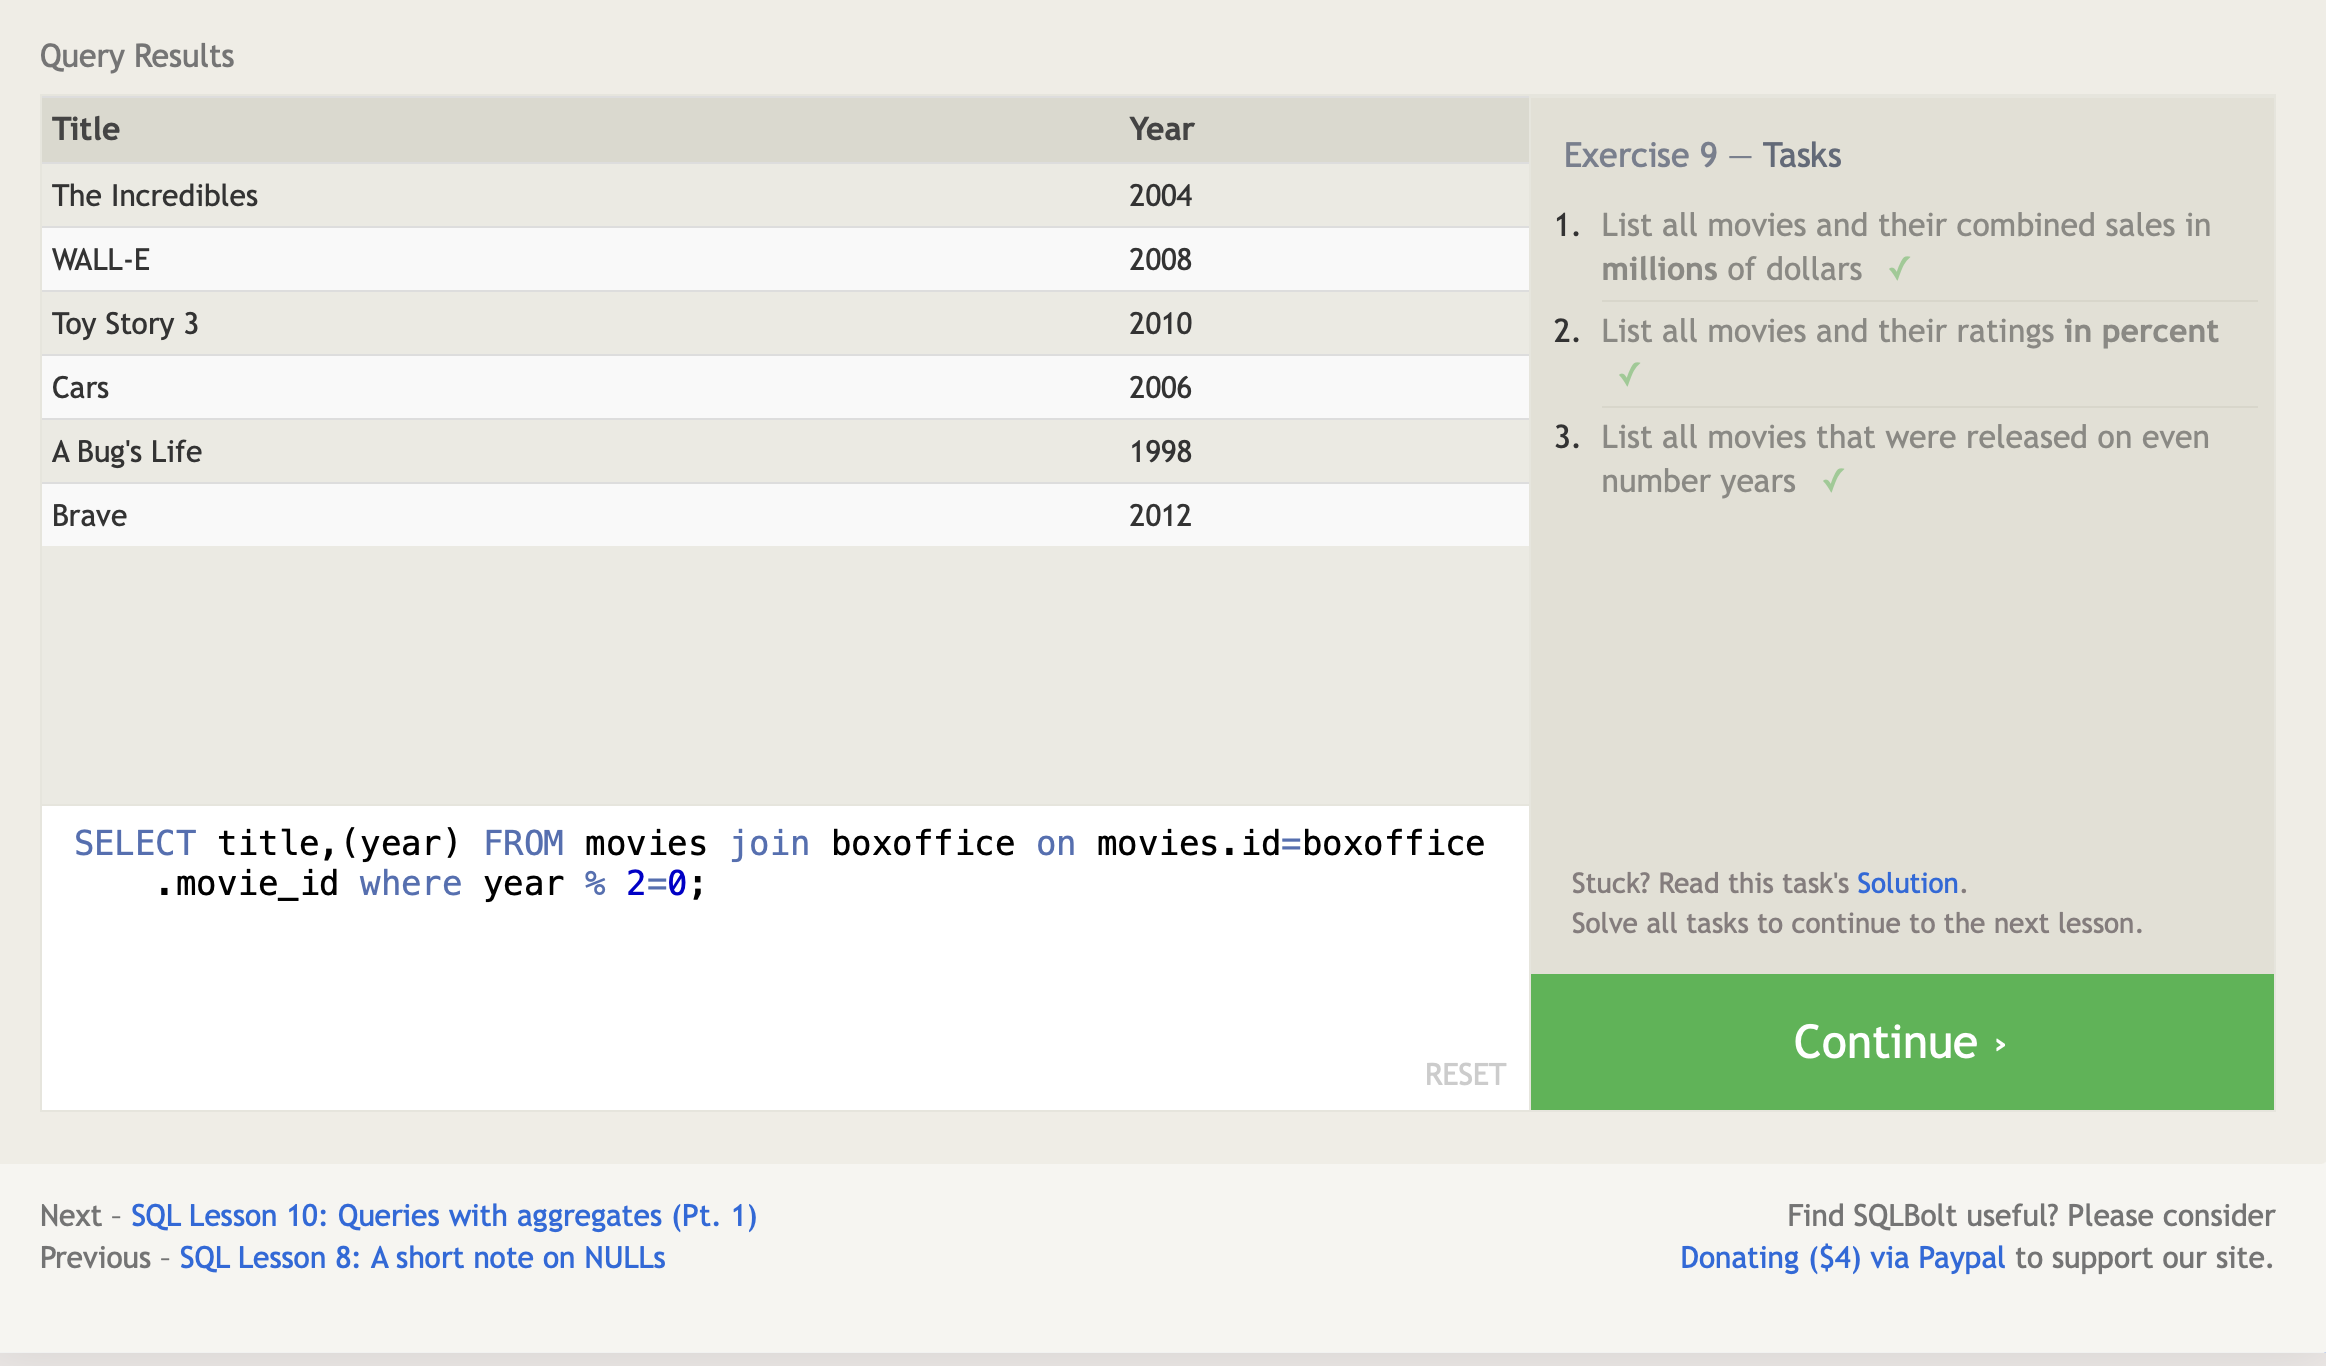 Query Results
Title Year
The Incredibles 2004
WALL-E 2008
Toy Story 3 2010
Cars 2006
A Bug's Life 1998
Brave 2012
SELECT title,(year) FROM movies join boxoffice on movies.id=boxoffice
.movie_id where year % 2=0;
RESET
Exercise 9 — Tasks
1. List all movies and their combined sales in
millions of dollars ✓
2. List all movies and their ratings in percent
✓
3. List all movies that were released on even
number years ✓
Stuck? Read this task's Solution.
Solve all tasks to continue to the next lesson.
Continue ›
Next – SQL Lesson 10: Queries with aggregates (Pt. 1)
Previous – SQL Lesson 8: A short note on NULLs
Find SQLBolt useful? Please consider
Donating ($4) via Paypal to support our site.